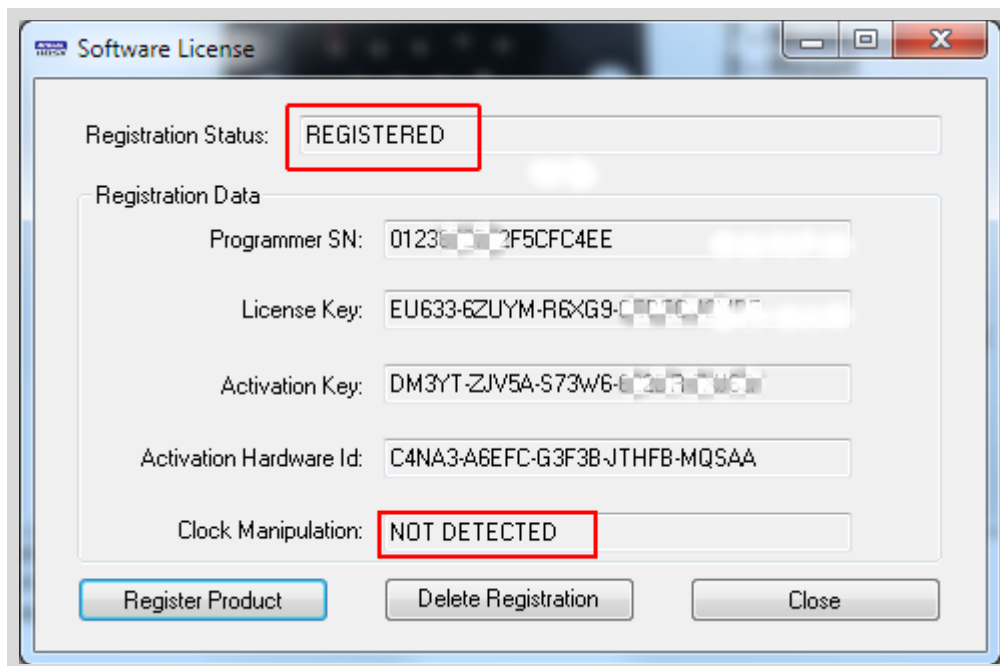 Software License
Registration Status: REGISTERED
Registration Data
Programmer SN: 0123 2F5CFC4EE
License Key: EU633-6ZUYM-R6XG9-
Activation Key: DM3YT-ZJV5A-S73W6-
Activation Hardware Id: C4NA3-A6EFC-G3F3B-JTHFB-MQSAA
Clock Manipulation: NOT DETECTED
Register Product Delete Registration Close